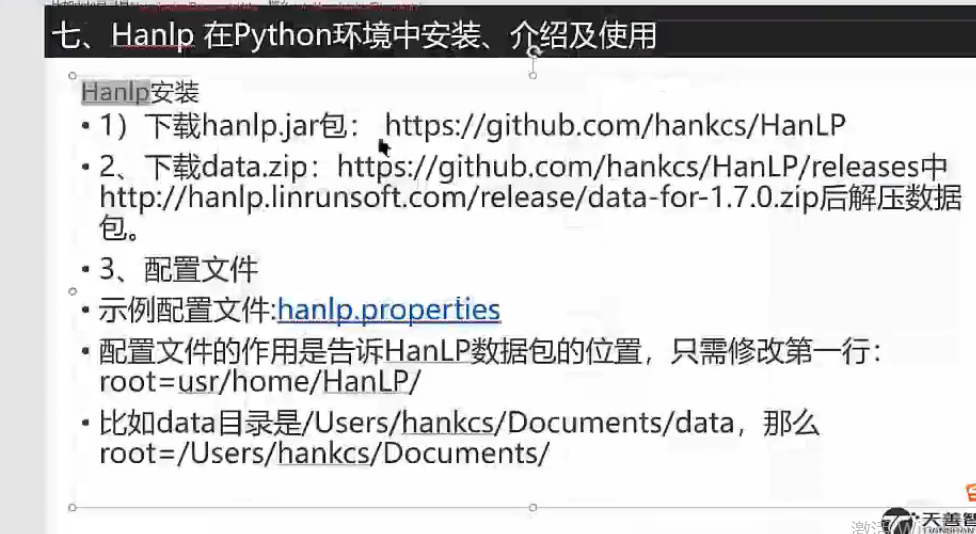 七、Hanlp 在Python环境中安装、介绍及使用
Hanlp安装
• 1）下载hanlp.jar包： https://github.com/hankcs/HanLP
• 2、下载data.zip：https://github.com/hankcs/HanLP/releases中
http://hanlp.linrunsoft.com/release/data-for-1.7.0.zip后解压数据
包。
• 3、配置文件
• 示例配置文件:hanlp.properties
• 配置文件的作用是告诉HanLP数据包的位置，只需修改第一行：
root=usr/home/HanLP/
• 比如data目录是/Users/hankcs/Documents/data，那么
root=/Users/hankcs/Documents/
天善智
激活